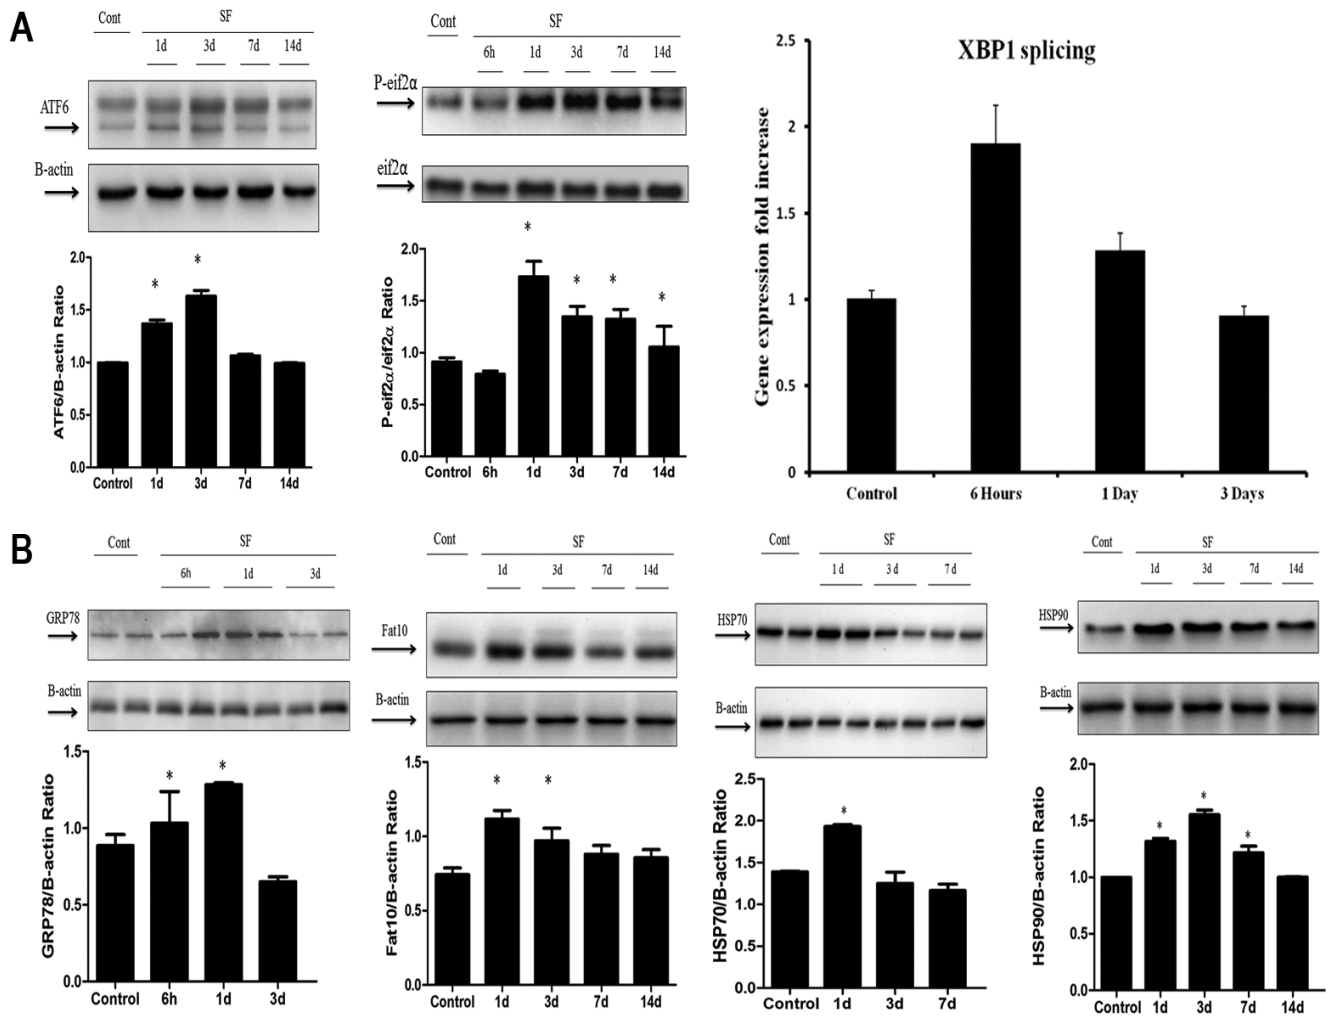 A
Cont SF
1d 3d 7d 14d
ATF6
B-actin
ATF6/B-actin Ratio
2.0
*
*
1.5
1.0
0.5
0.0
Control 1d 3d 7d 14d
Cont SF
6h 1d 3d 7d 14d
P-eif2α
eif2α
P-eif2α/eif2α Ratio
*
2.0
* *
*
1.5
1.0
0.5
0.0
Control 6h 1d 3d 7d 14d
XBP1 splicing
Gene expression fold increase
2.5
2
1.5
1
0.5
0
Control 6 Hours 1 Day 3 Days
B
Cont SF
6h 1d 3d
GRP78
B-actin
GRP78/B-actin Ratio
1.5
* *
1.0
0.5
0.0
Control 6h 1d 3d
Cont SF
1d 3d 7d 14d
Fat10
B-actin
Fat10/B-actin Ratio
1.5
* *
1.0
0.5
0.0
Control 1d 3d 7d 14d
Cont SF
1 d 3 d 7 d
HSP70
B-actin
HSP70/B-actin Ratio
2.5
*
2.0
1.5
1.0
0.5
0.0
Control 1d 3d 7d
Cont SF
1d 3d 7d 14d
HSP90
B-actin
HSP90/B-actin Ratio
2.0
*
* *
1.5
1.0
0.5
0.0
Control 1d 3d 7d 14d